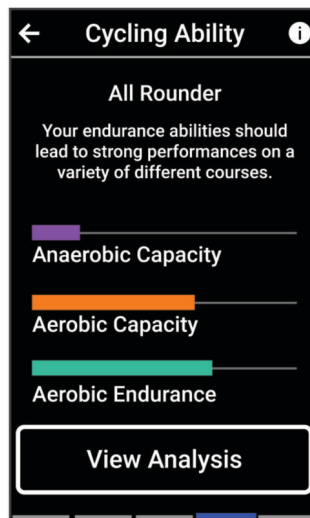 Cycling Ability i
All Rounder
Your endurance abilities should
lead to strong performances on a
variety of different courses.
Anaerobic Capacity
Aerobic Capacity
Aerobic Endurance
View Analysis